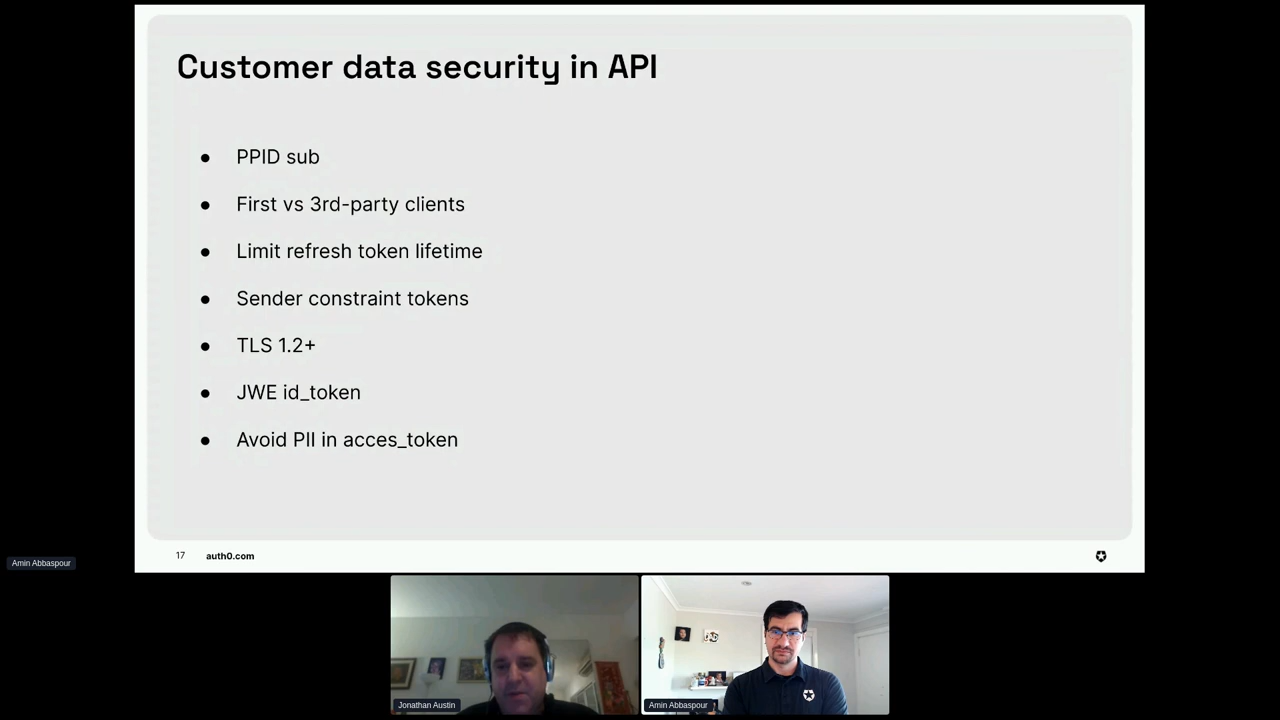 Customer data security in API
● PPID sub
● First vs 3rd-party clients
● Limit refresh token lifetime
● Sender constraint tokens
● TLS 1.2+
● JWE id_token
● Avoid PII in acces_token
17 auth0.com
Amin Abbaspour
Jonathan Austin
Amin Abbaspour